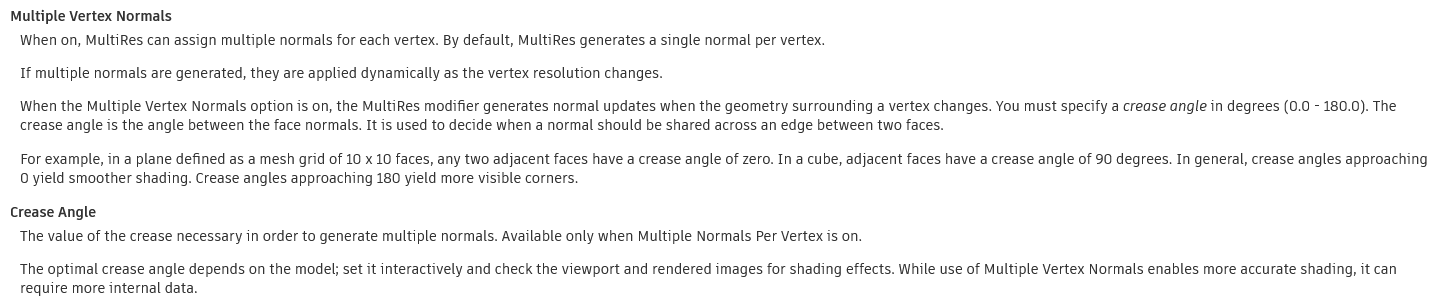 Multiple Vertex Normals
When on, MultiRes can assign multiple normals for each vertex. By default, MultiRes generates a single normal per vertex.
If multiple normals are generated, they are applied dynamically as the vertex resolution changes.
When the Multiple Vertex Normals option is on, the MultiRes modifier generates normal updates when the geometry surrounding a vertex changes. You must specify a crease angle in degrees (0.0 - 180.0). The
crease angle is the angle between the face normals. It is used to decide when a normal should be shared across an edge between two faces.
For example, in a plane defined as a mesh grid of 10 x 10 faces, any two adjacent faces have a crease angle of zero. In a cube, adjacent faces have a crease angle of 90 degrees. In general, crease angles approaching
0 yield smoother shading. Crease angles approaching 180 yield more visible corners.
Crease Angle
The value of the crease necessary in order to generate multiple normals. Available only when Multiple Normals Per Vertex is on.
The optimal crease angle depends on the model; set it interactively and check the viewport and rendered images for shading effects. While use of Multiple Vertex Normals enables more accurate shading, it can
require more internal data.